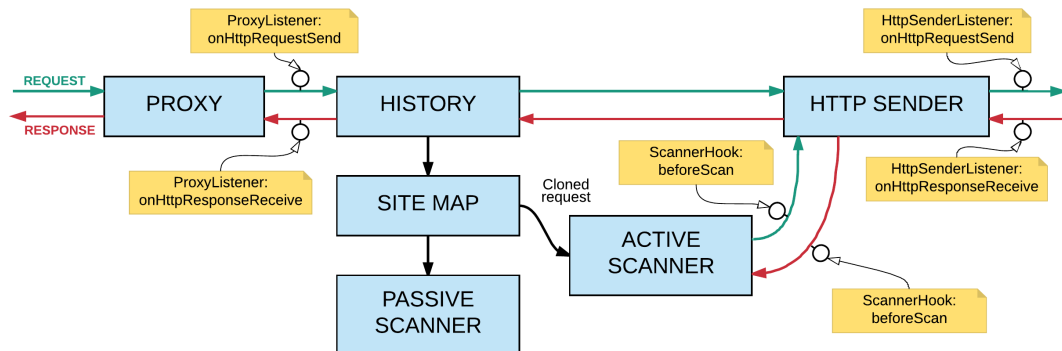 ProxyListener:
onHttpRequestSend
HttpSenderListener:
onHttpRequestSend
REQUEST
RESPONSE
PROXY
HISTORY
HTTP SENDER
ProxyListener:
onHttpResponseReceive
ScannerHook:
beforeScan
HttpSenderListener:
onHttpResponseReceive
SITE MAP
Cloned
request
ACTIVE
SCANNER
PASSIVE
SCANNER
ScannerHook:
beforeScan